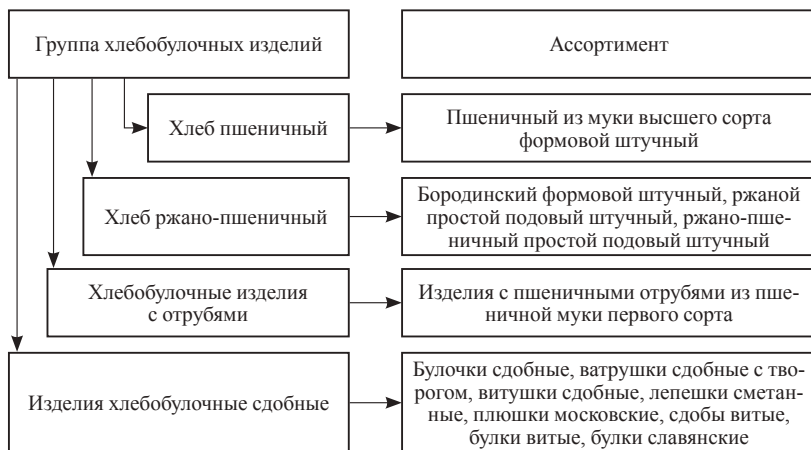 Группа хлебобулочных изделий
Ассортимент
Хлеб пшеничный
Пшеничный из муки высшего сорта
формовой штучный
Хлеб ржано-пшеничный
Бородинский формовой штучный, ржаной
простой подовый штучный, ржано-пше-
ничный простой подовый штучный
Хлебобулочные изделия
с отрубями
Изделия с пшеничными отрубями из пше-
ничной муки первого сорта
Изделия хлебобулочные сдобные
Булочки сдобные, ватрушки сдобные с тво-
рогом, витушки сдобные, лепешки сметан-
ные, плюшки московские, сдобы витые,
булки витые, булки славянские